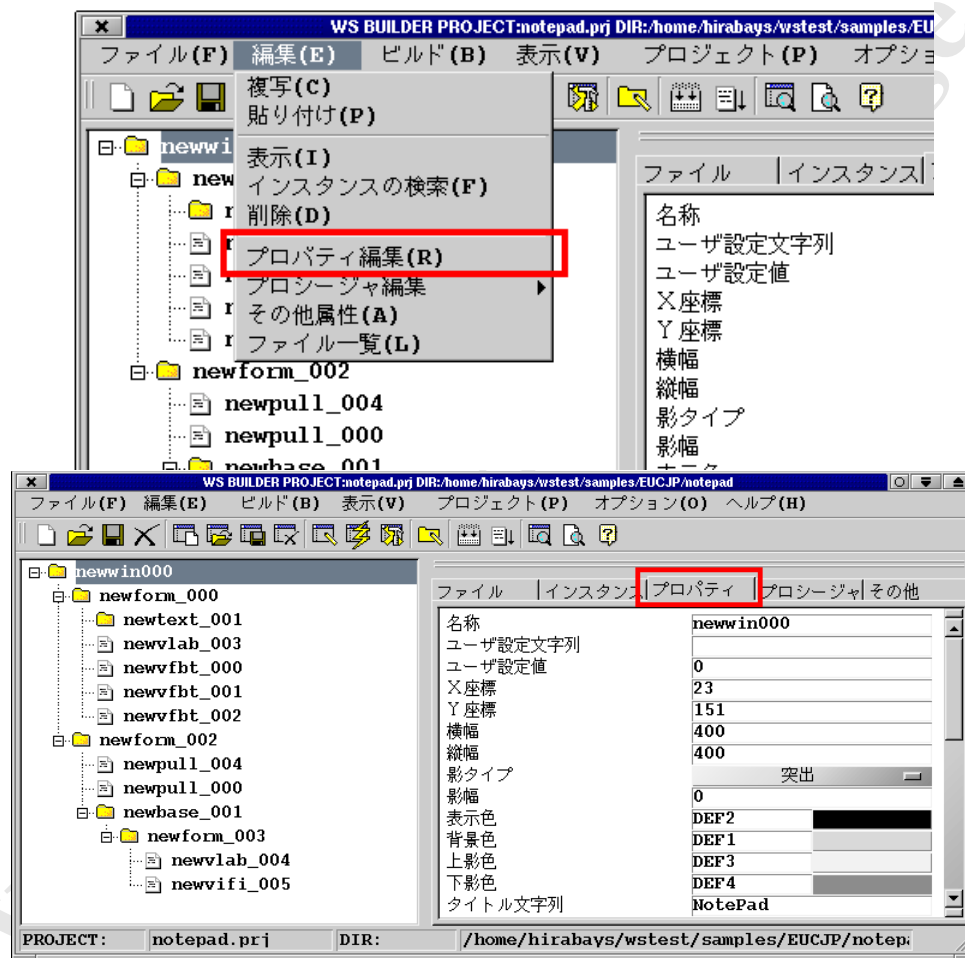 WS BUILDER PROJECT:notepad.prj DIR:/home/hirabays/wstest/samples/EU
ファイル(F) 編集(E) ビルド(B) 表示(V) プロジェクト(P) オプショ
複写(C)
貼り付け(P)
表示(I)
インスタンスの検索(F)
削除(D)
プロパティ編集(R)
プロシージャ編集
その他属性(A)
ファイル一覧(L)
newwi
new
newform_002
newpull_004
newpull_000
newbase_001
ファイル インスタンス
名称
ユーザ設定文字列
ユーザ設定値
X座標
Y座標
横幅
縦幅
影タイプ
影幅
WS BUILDER PROJECT:notepad.prj DIR:/home/hirabays/wstest/samples/EUCJP/notepad
ファイル(F) 編集(E) ビルド(B) 表示(V) プロジェクト(P) オプション(O) ヘルプ(H)
newwin000
newform_000
newtext_001
newvlab_003
newvfbt_000
newvfbt_001
newvfbt_002
newform_002
newpull_004
newpull_000
newbase_001
newform_003
newvlab_004
newvifi_005
ファイル インスタンス プロパティ プロシージャ その他
名称 newwin000
ユーザ設定文字列
ユーザ設定値 0
X座標 23
Y座標 151
横幅 400
縦幅 400
影タイプ 突出
影幅 0
表示色 DEF2
背景色 DEF1
上影色 DEF3
下影色 DEF4
タイトル文字列 NotePad
PROJECT: notepad.prj DIR: /home/hirabays/wstest/samples/EUCJP/notepa